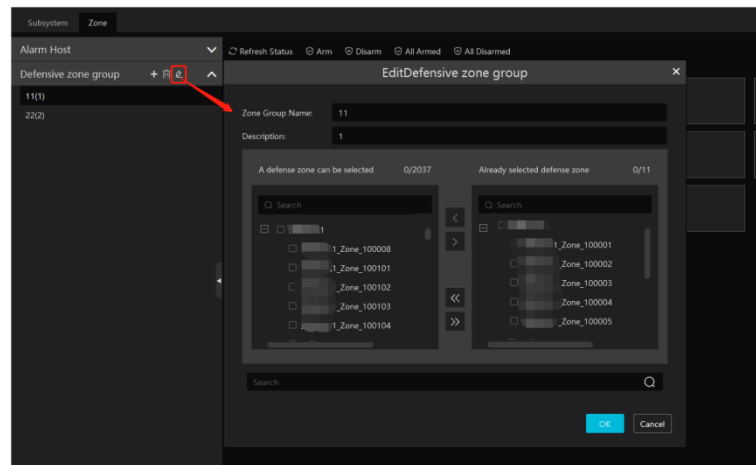 Subsystem Zone
Alarm Host
Refresh Status Arm Disarm All Armed All Disarmed
Defensive zone group
EditDefensive zone group
11(1)
22(2)
Zone Group Name: 11
Description: 1
A defense zone can be selected 0/2037
Already selected defense zone 0/11
Search
Search
1
1_Zone_100008
1_Zone_100101
_Zone_100102
_Zone_100103
1_Zone_100104
1_Zone_100001
_Zone_100002
_Zone_100003
_Zone_100004
_Zone_100005
Search
OK Cancel